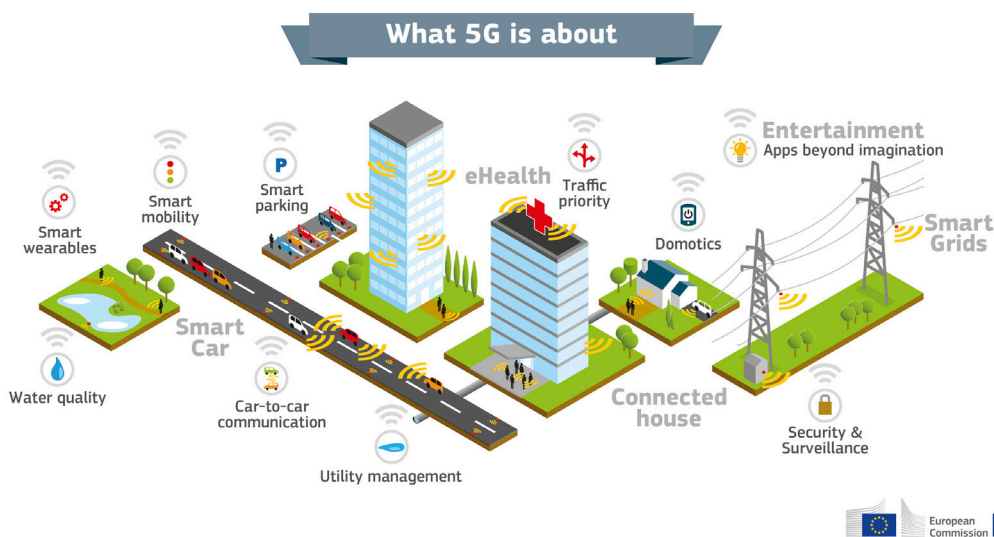 What 5G is about
Entertainment
Apps beyond imagination
P
Smart
parking
eHealth
Traffic
priority
Smart
mobility
Smart
wearables
Domotics
Smart
Grids
Smart
Car
Water quality
Car-to-car
communication
Connected
house
Utility management
Security &
Surveillance
European
Commission